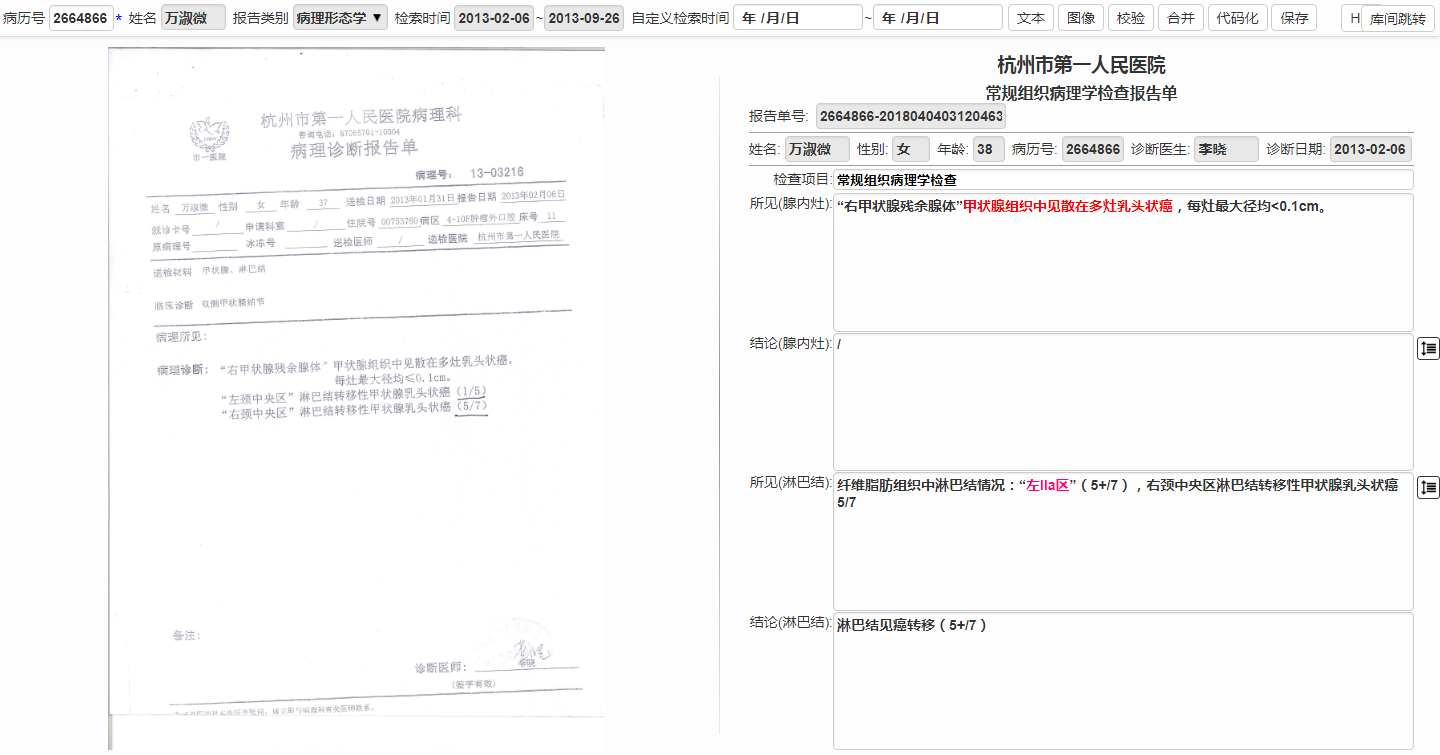 病历号 2664866 * 姓名 万淑微 报告类别 病理形态学 ▼ 检索时间 2013-02-06 ~ 2013-09-26 自定义检索时间 年 /月/日 ~ 年 /月/日 文本 图像 校验 合并 代码化 保存 H 库间跳转
杭州市第一人民医院病理科
咨询电话：87065701-10504
病理诊断报告单
市一医院
病理号： 13-03216
姓名 万淑微 性别 女 年龄 37 送检日期 2013年01月31日 报告日期 2013年02月06日
就诊卡号 / 申请科室 / 住院号 00753760 病区 4-10F肿瘤外口腔 床号 11
原病理号 冰冻号 送检医师 / 送检医院 杭州市第一人民医院
送检材料 甲状腺、淋巴结
临床诊断 双侧甲状腺结节
病理所见：
病理诊断： “右甲状腺残余腺体”甲状腺组织中见散在多灶乳头状癌，
每灶最大径均≤0.1cm。
“左颈中央区”淋巴结转移性甲状腺乳头状癌（1/5）
“右颈中央区”淋巴结转移性甲状腺乳头状癌（5/7）
备注：
诊断医师： 李晓
（签字有效）
杭州市第一人民医院
常规组织病理学检查报告单
报告单号: 2664866-2018040403120463
姓名: 万淑微 性别: 女 年龄: 38 病历号: 2664866 诊断医生: 李晓 诊断日期: 2013-02-06
检查项目: 常规组织病理学检查
所见(腺内灶): “右甲状腺残余腺体”甲状腺组织中见散在多灶乳头状癌，每灶最大径均<0.1cm。
结论(腺内灶): /
所见(淋巴结): 纤维脂肪组织中淋巴结情况：“左IIa区”（5+/7），右颈中央区淋巴结转移性甲状腺乳头状癌
5/7
结论(淋巴结): 淋巴结见癌转移（5+/7）